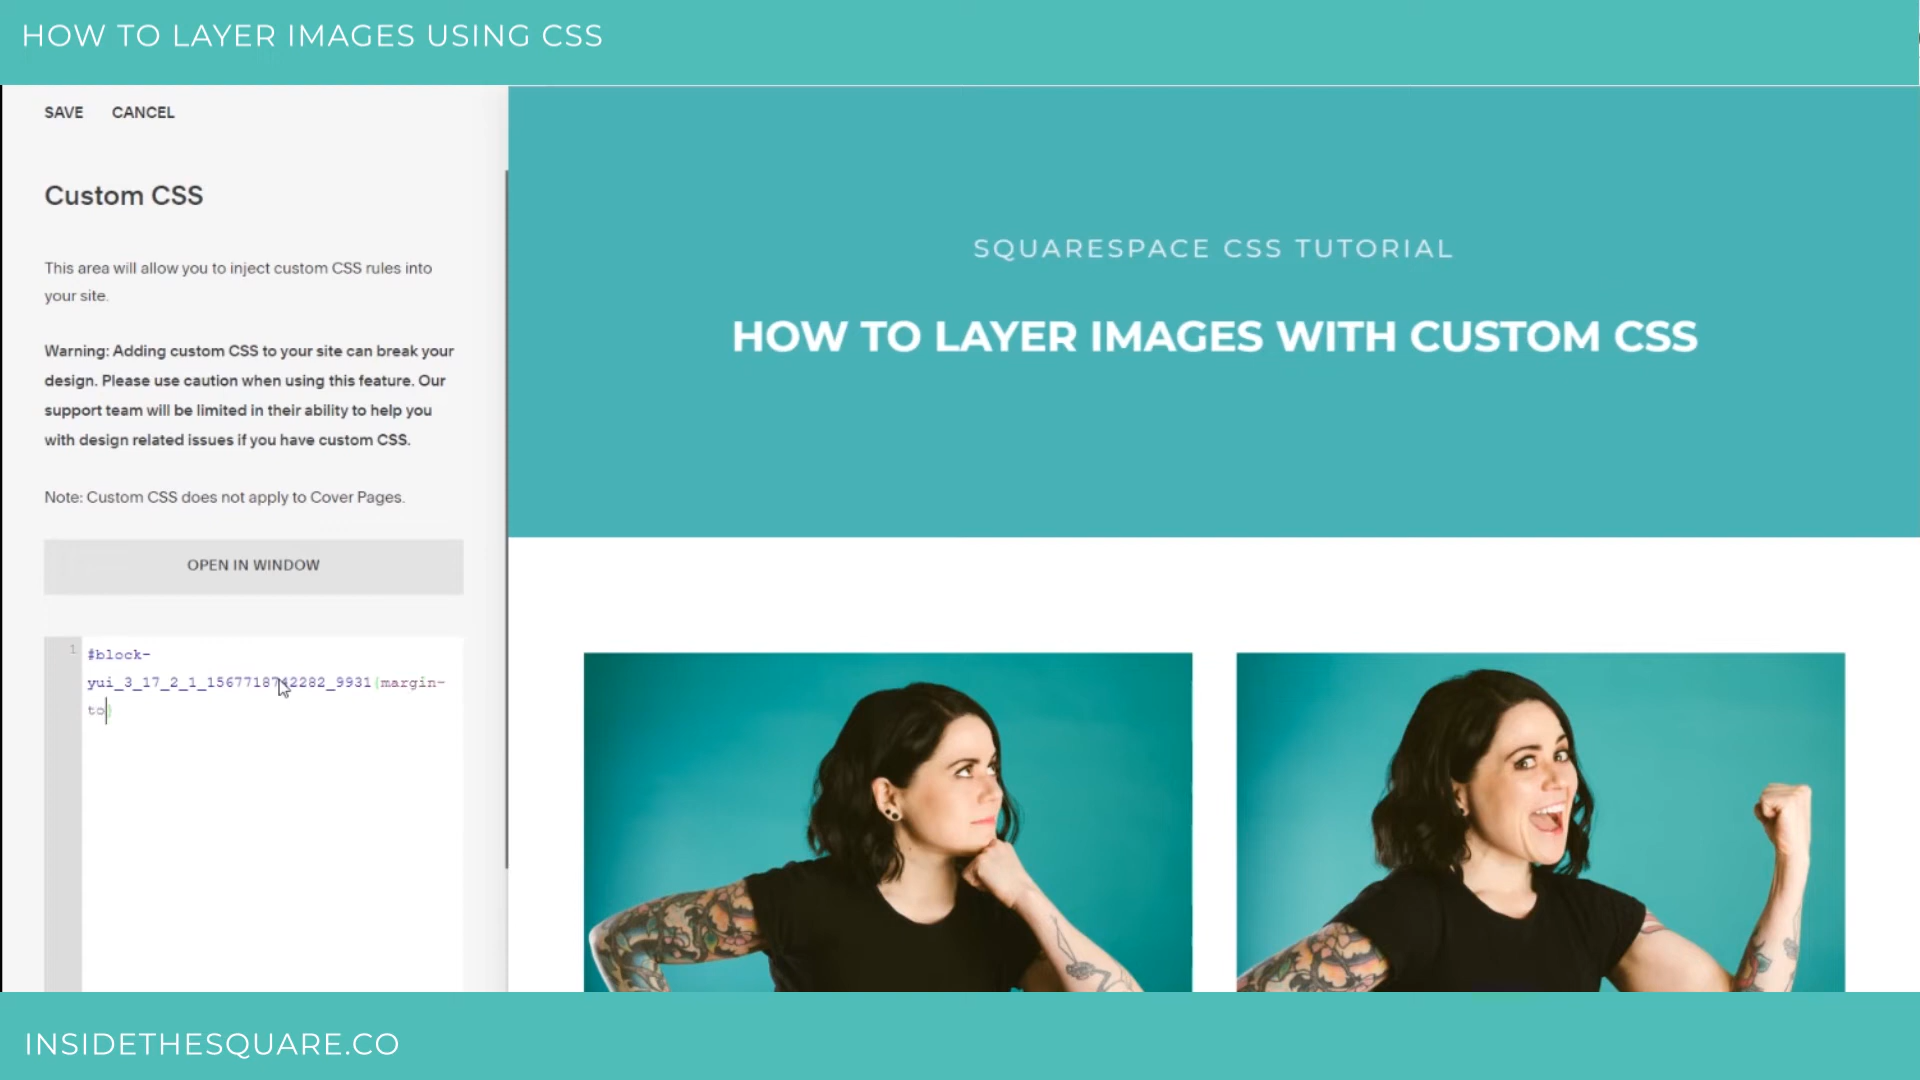 HOW TO LAYER IMAGES USING CSS
SAVE CANCEL
Custom CSS
This area will allow you to inject custom CSS rules into
your site.
Warning: Adding custom CSS to your site can break your
design. Please use caution when using this feature. Our
support team will be limited in their ability to help you
with design related issues if you have custom CSS.
Note: Custom CSS does not apply to Cover Pages.
OPEN IN WINDOW
1 #block-
yui_3_17_2_1_1567718742282_9931(margin-
to)
SQUARESPACE CSS TUTORIAL
HOW TO LAYER IMAGES WITH CUSTOM CSS
INSIDETHESQUARE.CO